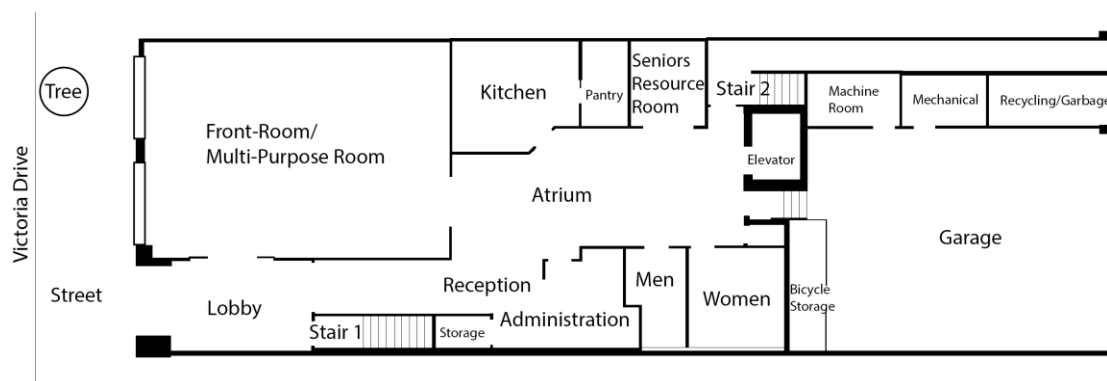 Victoria Drive
Tree
Street
Front-Room/
Multi-Purpose Room
Lobby
Kitchen
Pantry
Seniors
Resource
Room
Stair 2
Machine
Room
Mechanical
Recycling/Garbage
Elevator
Atrium
Garage
Reception
Men
Women
Bicycle
Storage
Stair 1
Storage
Administration